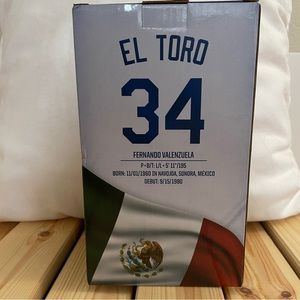 EL TORO
34
FERNANDO VALENZUELA
P • B/T: L/L • 5' 11"/195
BORN: 11/01/1960 IN NAVOJOA, SONORA, MÉXICO
DEBUT: 9/15/1980